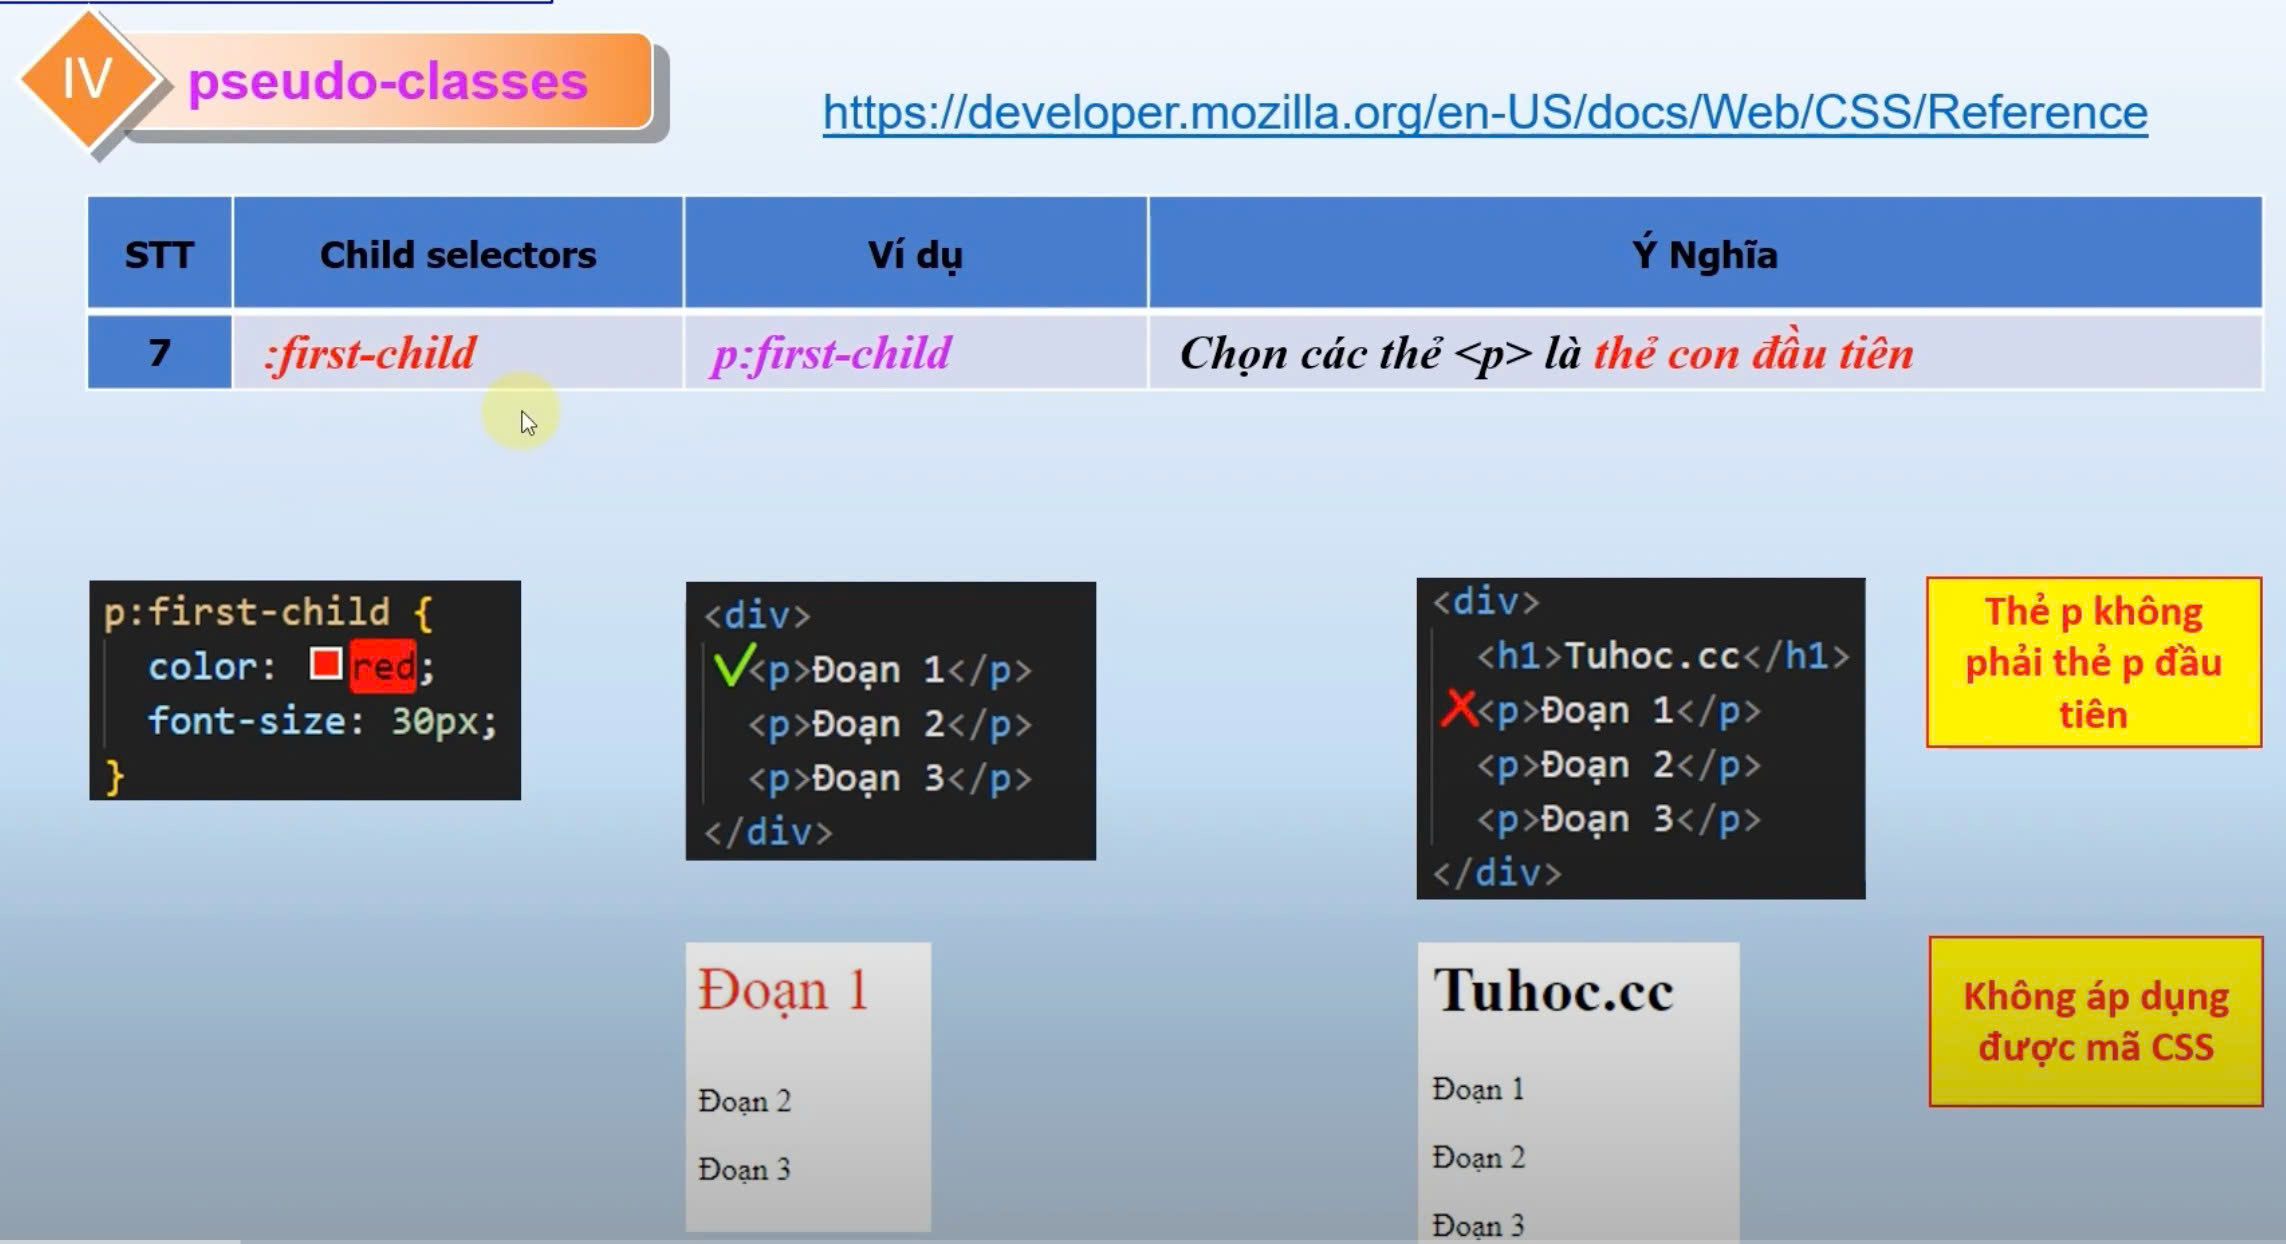 IV
pseudo-classes
https://developer.mozilla.org/en-US/docs/Web/CSS/Reference
STT Child selectors Ví dụ Ý Nghĩa
7 :first-child p:first-child Chọn các thẻ <p> là thẻ con đầu tiên
p:first-child {
color: red;
font-size: 30px;
}
<div>
<p>Đoạn 1</p>
<p>Đoạn 2</p>
<p>Đoạn 3</p>
</div>
<div>
<h1>Tuhoc.cc</h1>
<p>Đoạn 1</p>
<p>Đoạn 2</p>
<p>Đoạn 3</p>
</div>
Thẻ p không
phải thẻ p đầu
tiên
Đoạn 1
Đoạn 2
Đoạn 3
Tuhoc.cc
Đoạn 1
Đoạn 2
Đoạn 3
Không áp dụng
được mã CSS